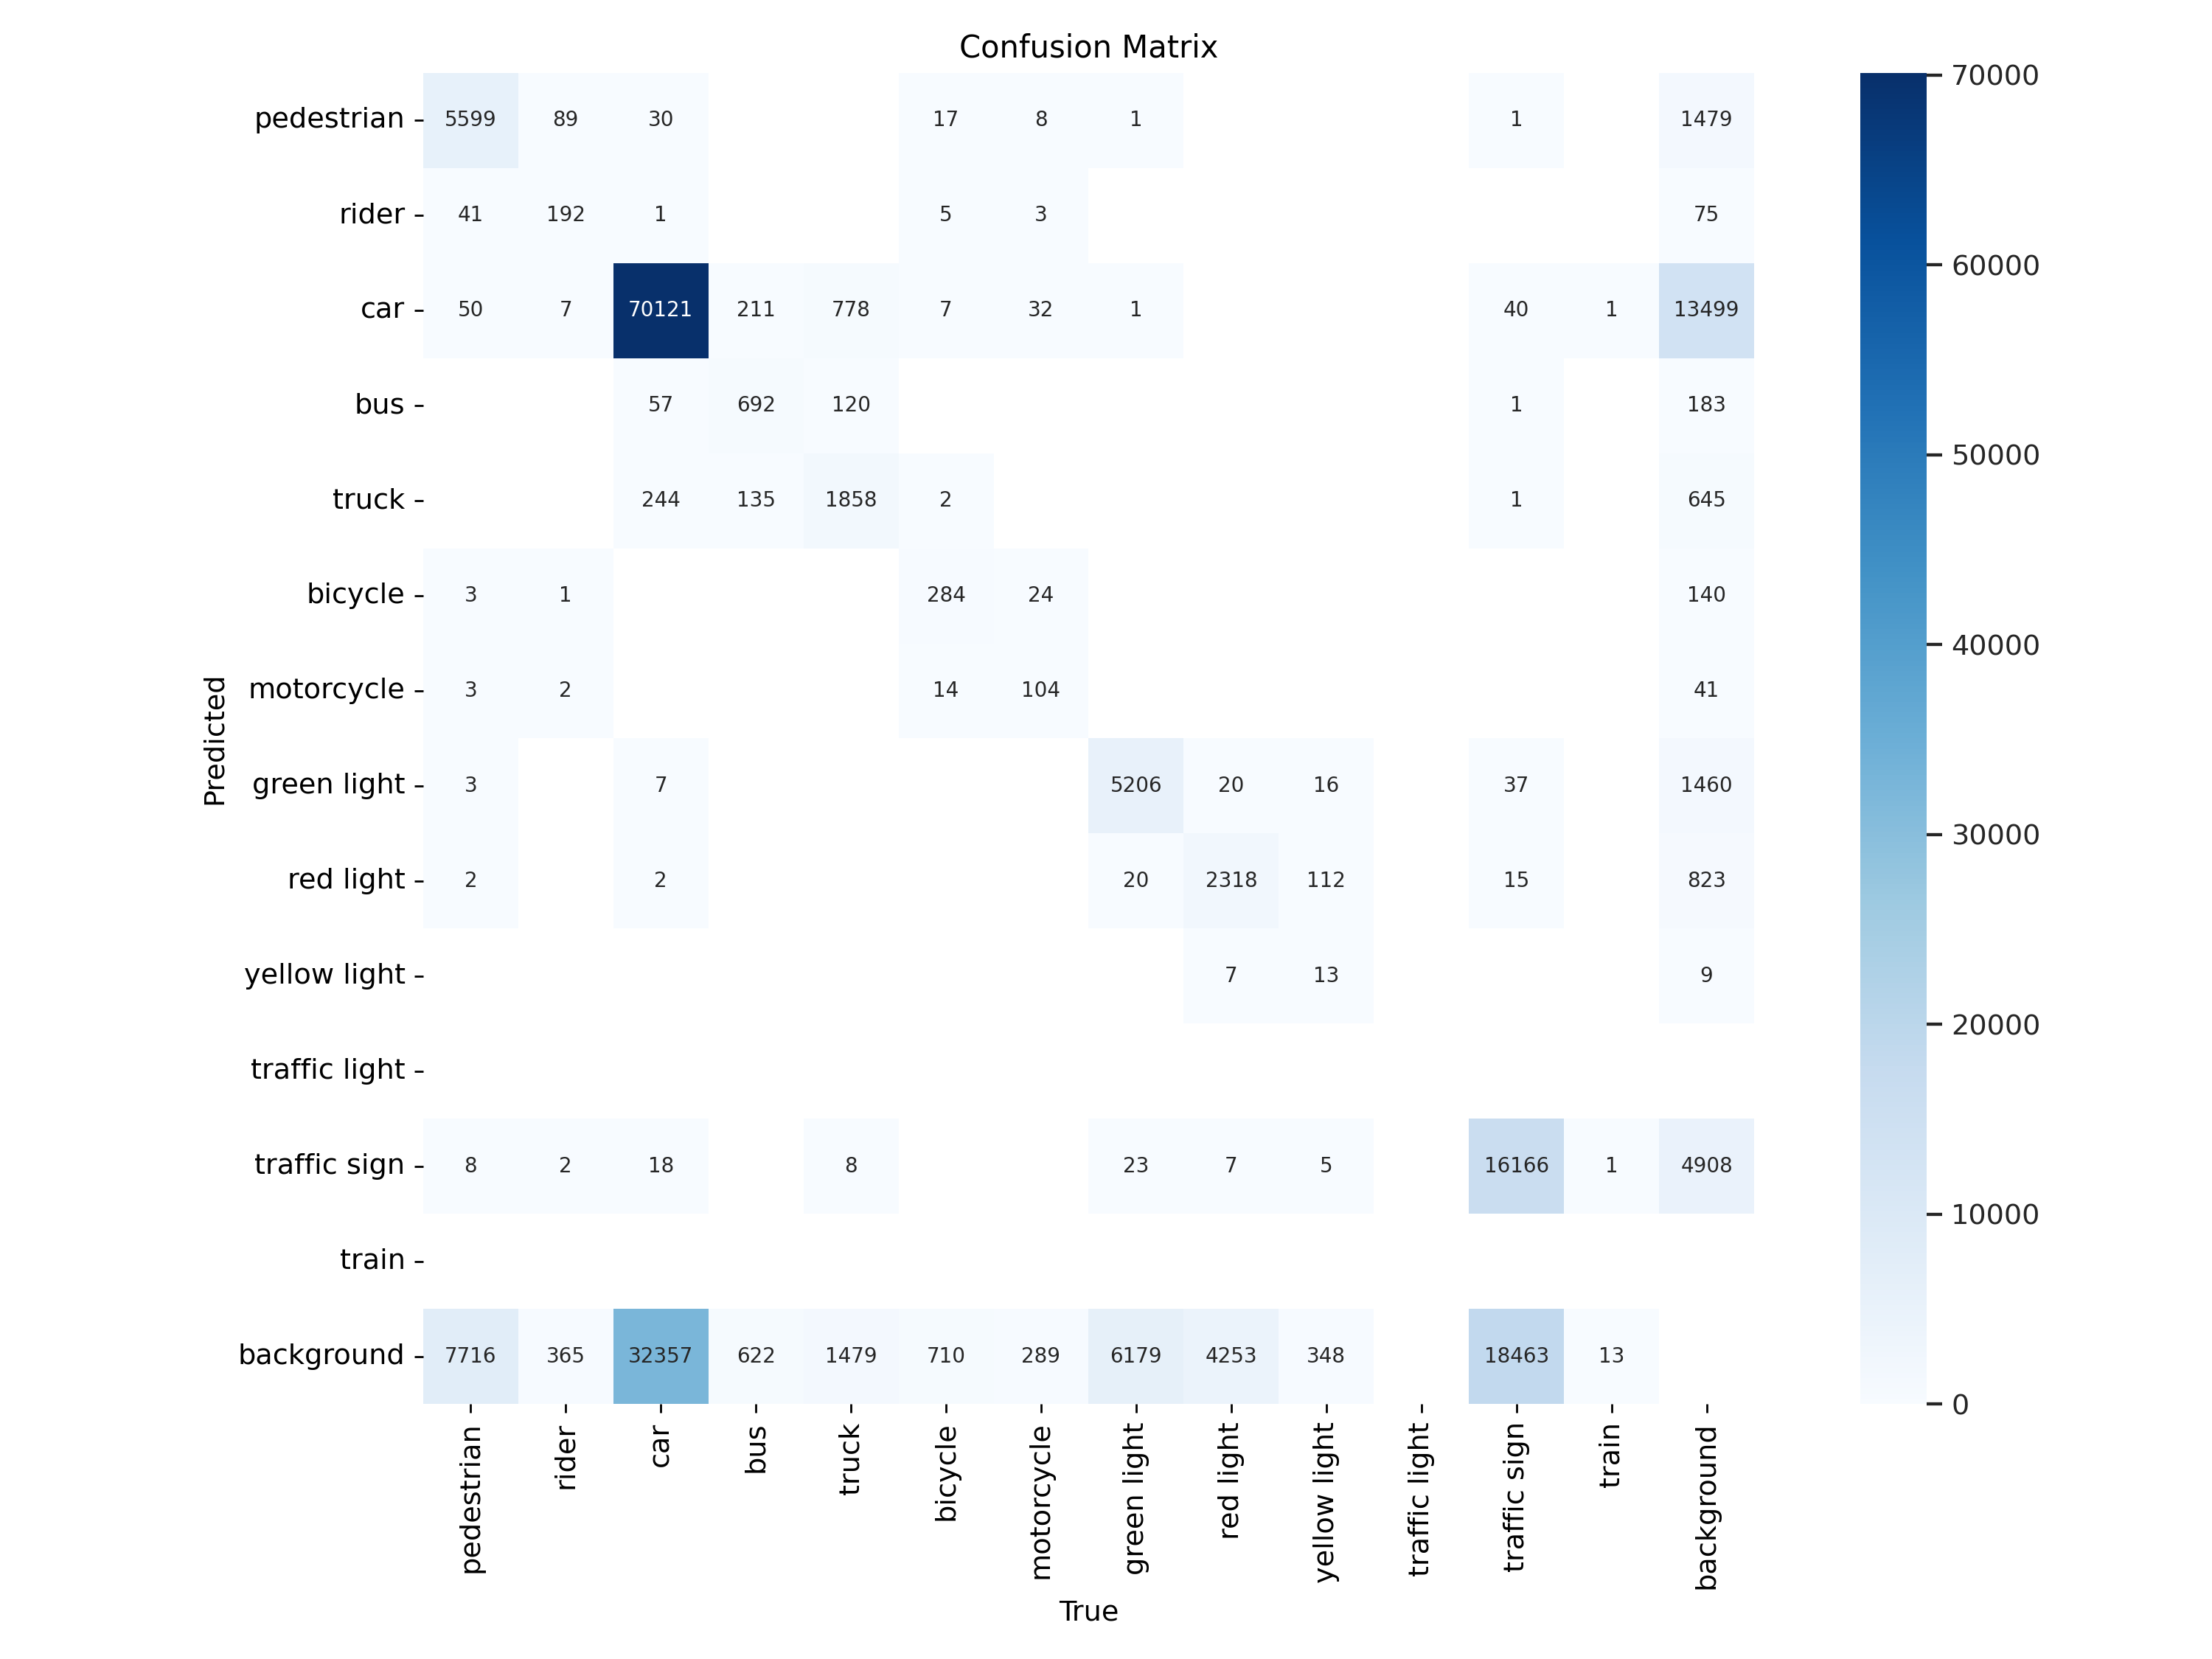 Confusion Matrix
pedestrian 5599 89 30 17 8 1 1 1479
rider 41 192 1 5 3 75
car 50 7 70121 211 778 7 32 1 40 1 13499
bus 57 692 120 1 183
truck 244 135 1858 2 1 645
bicycle 3 1 284 24 140
motorcycle 3 2 14 104 41
green light 3 7 5206 20 16 37 1460
red light 2 2 20 2318 112 15 823
yellow light 7 13 9
traffic light
traffic sign 8 2 18 8 23 7 5 16166 1 4908
train
background 7716 365 32357 622 1479 710 289 6179 4253 348 18463 13
Predicted
pedestrian
rider
car
bus
truck
bicycle
motorcycle
green light
red light
yellow light
traffic light
traffic sign
train
background
True
70000
60000
50000
40000
30000
20000
10000
0